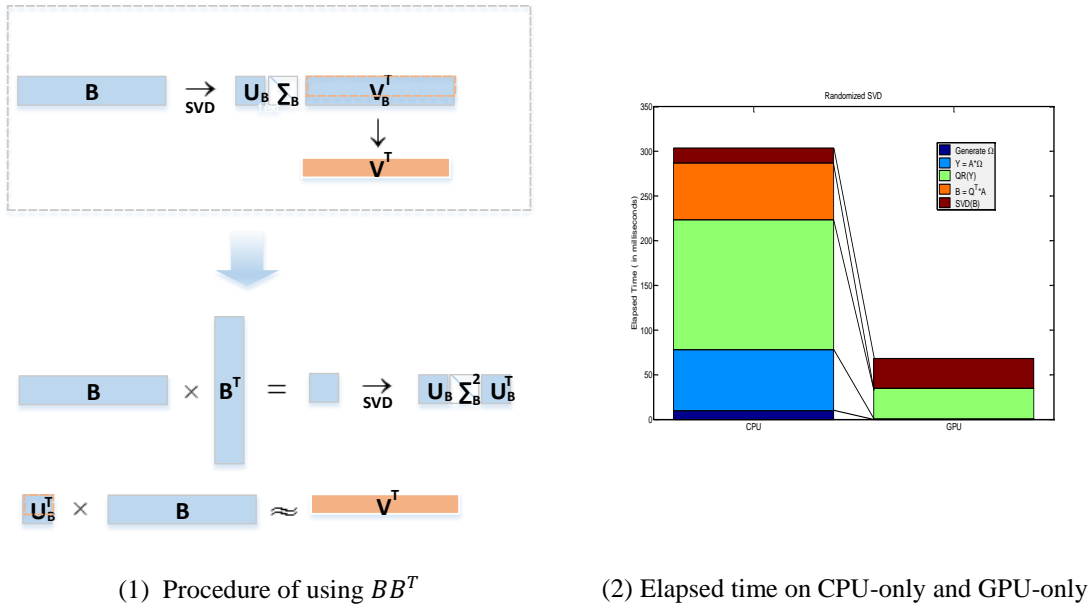 B → SVD U_B Σ_B V_B^T
↓
V^T
B × B^T = → SVD U_B Σ_B^2 U_B^T
U_B^T × B ≈ V^T
(1) Procedure of using BB^T
Randomized SVD
Elapsed Time ( in milliseconds)
350
300
250
200
150
100
50
0
CPU
GPU
Generate Ω
Y = A*Ω
QR(Y)
B = Q^T*A
SVD(B)
(2) Elapsed time on CPU-only and GPU-only